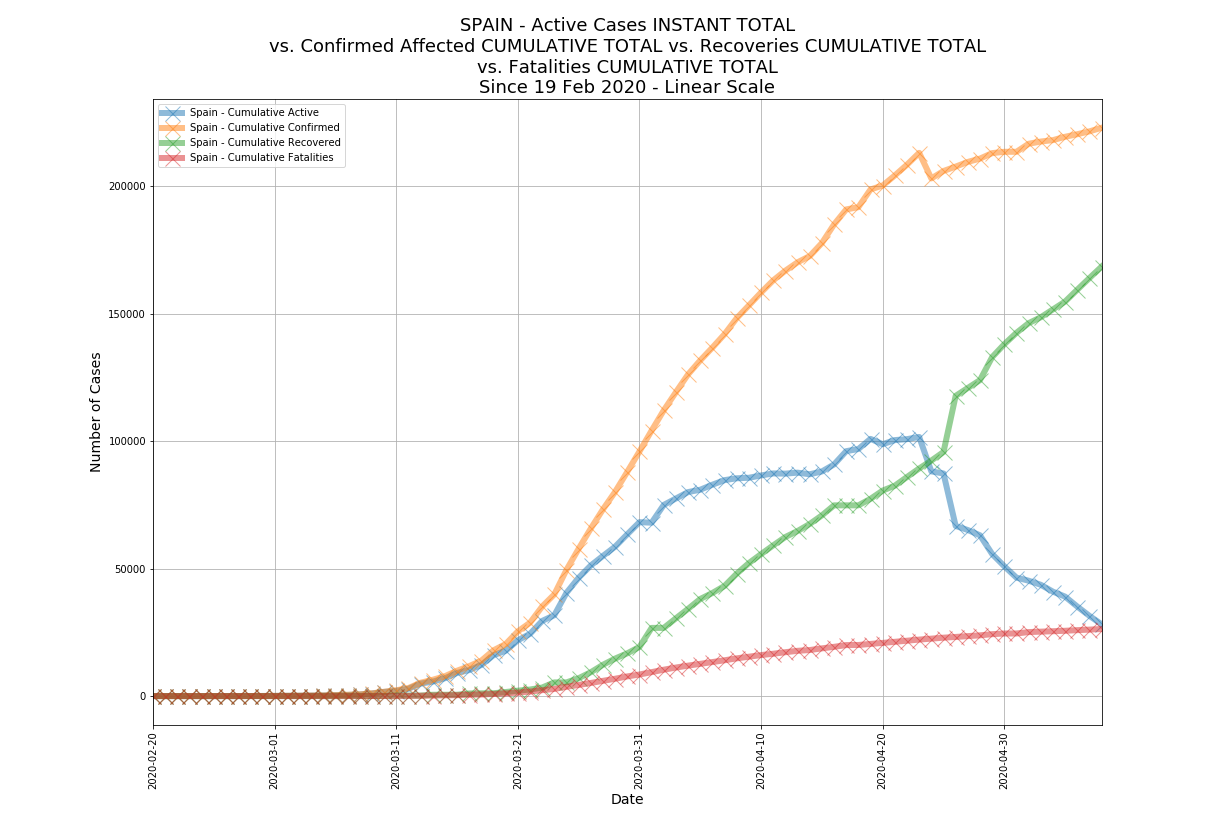 SPAIN - Active Cases INSTANT TOTAL
vs. Confirmed Affected CUMULATIVE TOTAL vs. Recoveries CUMULATIVE TOTAL
vs. Fatalities CUMULATIVE TOTAL
Since 19 Feb 2020 - Linear Scale
Spain - Cumulative Active
Spain - Cumulative Confirmed
Spain - Cumulative Recovered
Spain - Cumulative Fatalities
200000
150000
100000
50000
0
Number of Cases
2020-02-20
2020-03-01
2020-03-11
2020-03-21
2020-03-31
2020-04-10
2020-04-20
2020-04-30
Date